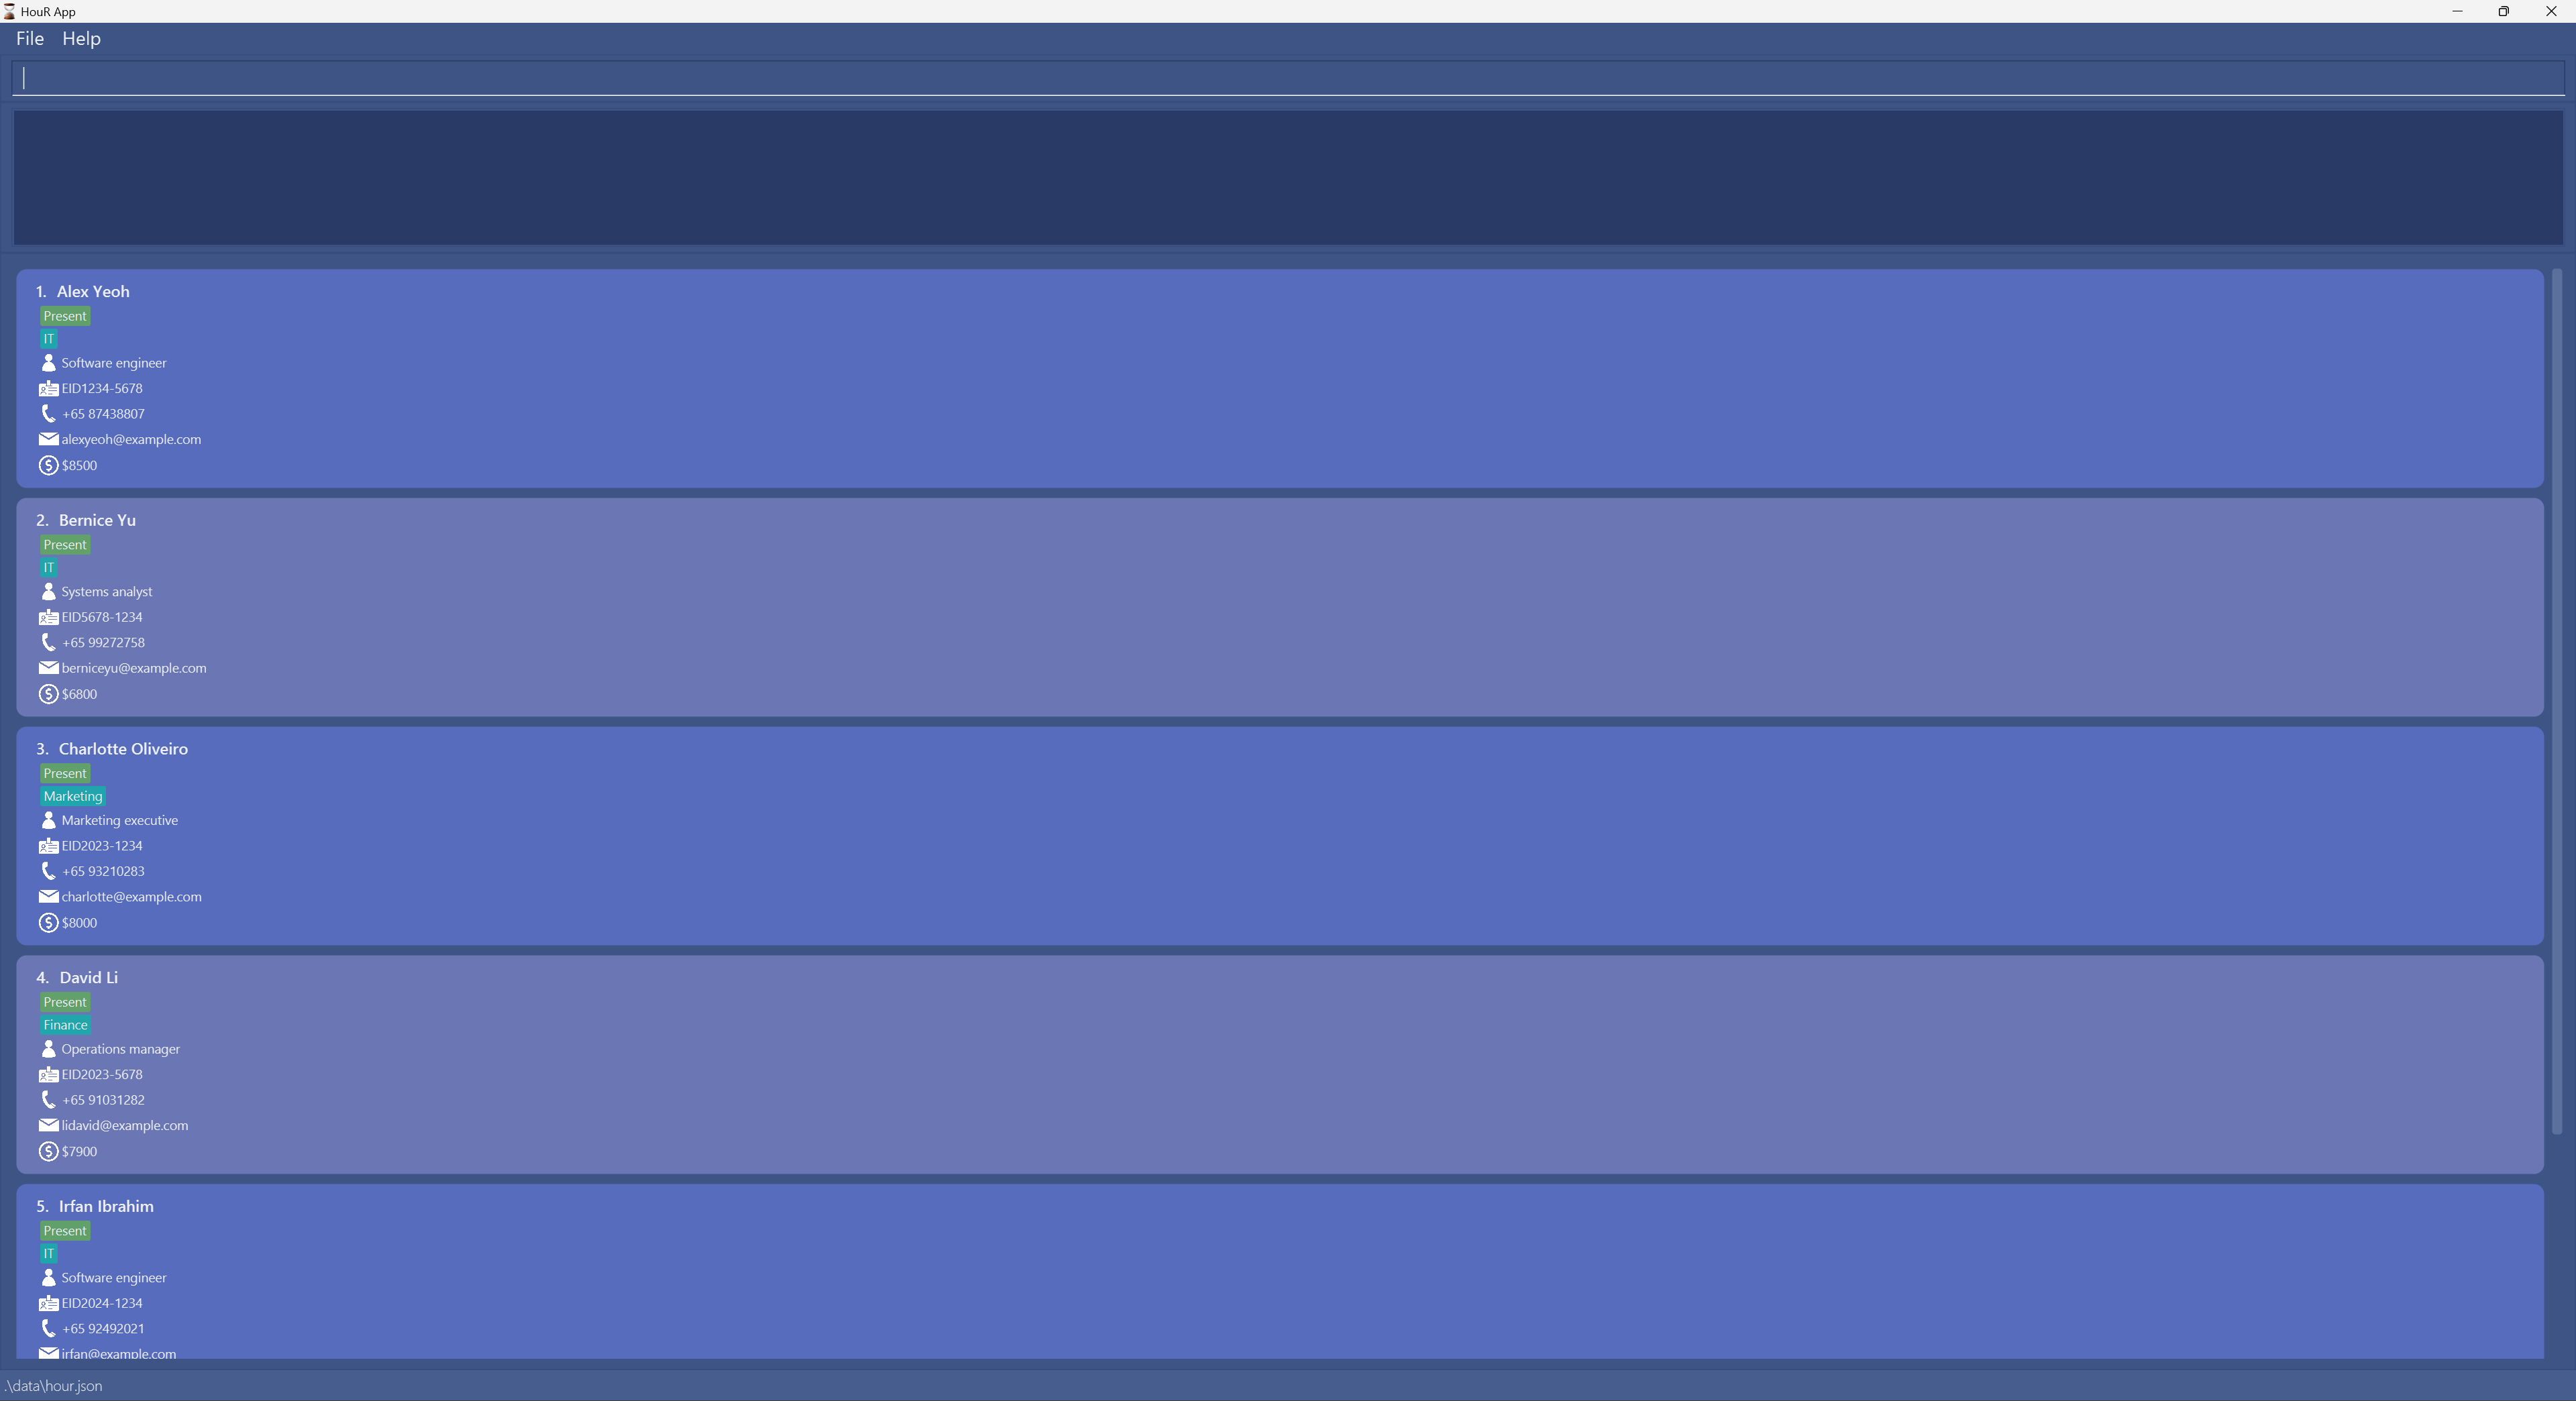 HouR App
File Help
1. Alex Yeoh
Present
IT
Software engineer
EID1234-5678
+65 87438807
alexyeoh@example.com
$8500
2. Bernice Yu
Present
IT
Systems analyst
EID5678-1234
+65 99272758
berniceyu@example.com
$6800
3. Charlotte Oliveiro
Present
Marketing
Marketing executive
EID2023-1234
+65 93210283
charlotte@example.com
$8000
4. David Li
Present
Finance
Operations manager
EID2023-5678
+65 91031282
lidavid@example.com
$7900
5. Irfan Ibrahim
Present
IT
Software engineer
EID2024-1234
+65 92492021
irfan@example.com
.\data\hour.json